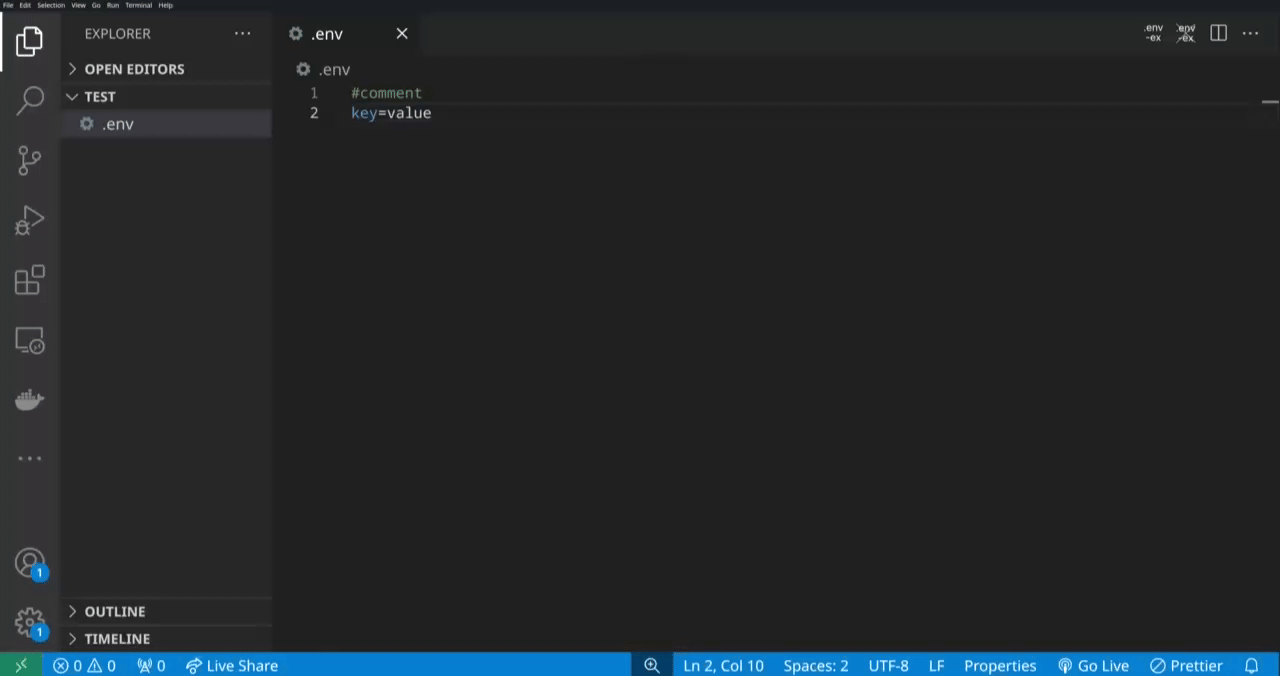 File Edit Selection View Go Run Terminal Help
EXPLORER
.env
.env
-ex
.env
-ex
OPEN EDITORS
.env
TEST
1 #comment
.env
2 key=value
1
1
OUTLINE
TIMELINE
0 0 0 Live Share Ln 2, Col 10 Spaces: 2 UTF-8 LF Properties Go Live Prettier